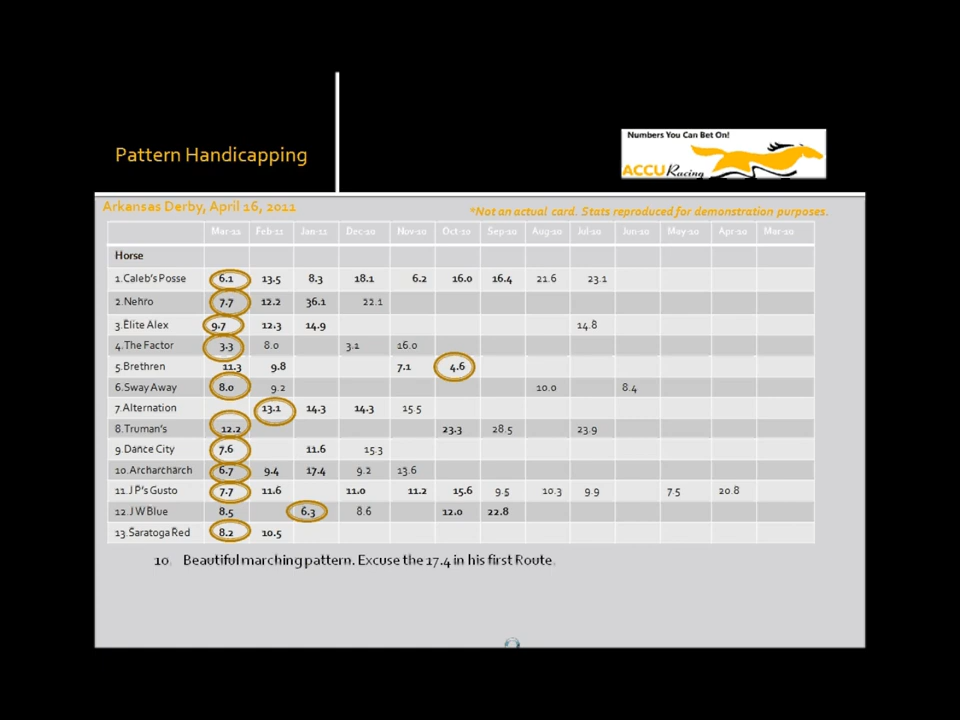 Numbers You Can Bet On!
Pattern Handicapping
ACCU Racing
Arkansas Derby, April 16, 2011
*Not an actual card. Stats reproduced for demonstration purposes.
Mar-11 Feb-11 Jan-11 Dec-10 Nov-10 Oct-10 Sep-10 Aug-10 Jul-10 Jun-10 May-10 Apr-10 Mar-10
Horse
1.Caleb's Posse 6.1 13.5 8.3 18.1 6.2 16.0 16.4 21.6 23.1
2.Nehro 7.7 12.2 36.1 22.1
3.Elite Alex 9.7 12.3 14.9 14.8
4.The Factor 3.3 8.0 3.1 16.0
5.Brethren 11.3 9.8 7.1 4.6
6.Sway Away 8.0 9.2 10.0 8.4
7.Alternation 13.1 14.3 14.3 15.5
8.Truman's 12.2 23.3 28.5 23.9
9.Dance City 7.6 11.6 15.3
10.Archarcharch 6.7 9.4 17.4 9.2 13.6
11.J P's Gusto 7.7 11.6 11.0 11.2 15.6 9.5 10.3 9.9 7.5 20.8
12.J W Blue 8.5 6.3 8.6 12.0 22.8
13.Saratoga Red 8.2 10.5
10. Beautiful marching pattern. Excuse the 17.4 in his first Route.